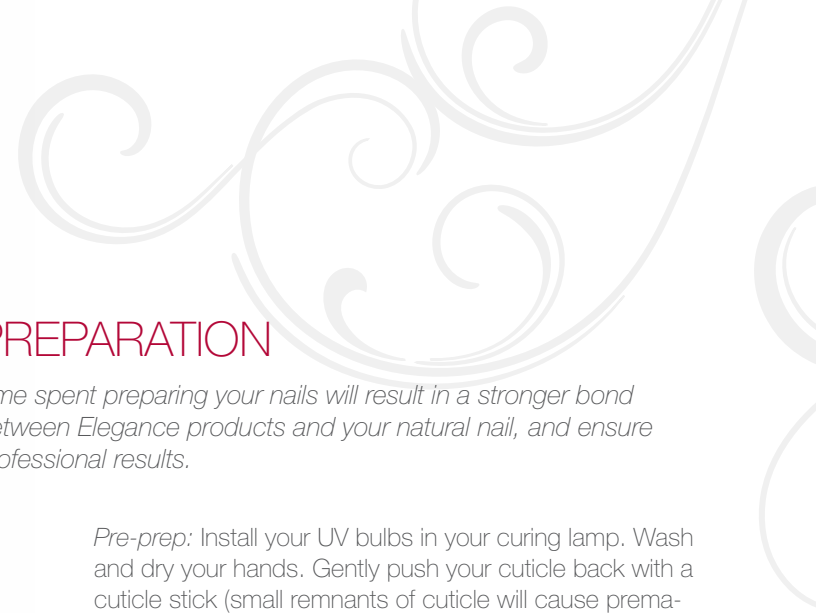 PREPARATION
me spent preparing your nails will result in a stronger bond
etween Elegance products and your natural nail, and ensure
ofessional results.
Pre-prep: Install your UV bulbs in your curing lamp. Wash
and dry your hands. Gently push your cuticle back with a
cuticle stick (small remnants of cuticle will cause prema-